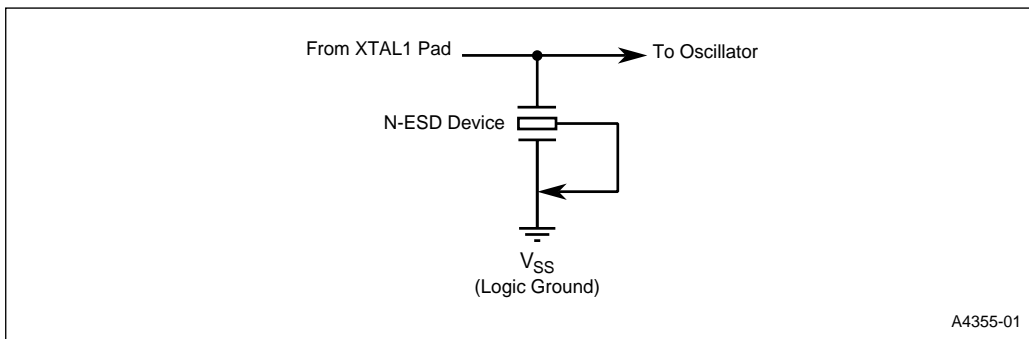 From XTAL1 Pad
To Oscillator
N-ESD Device
VSS
(Logic Ground)
A4355-01